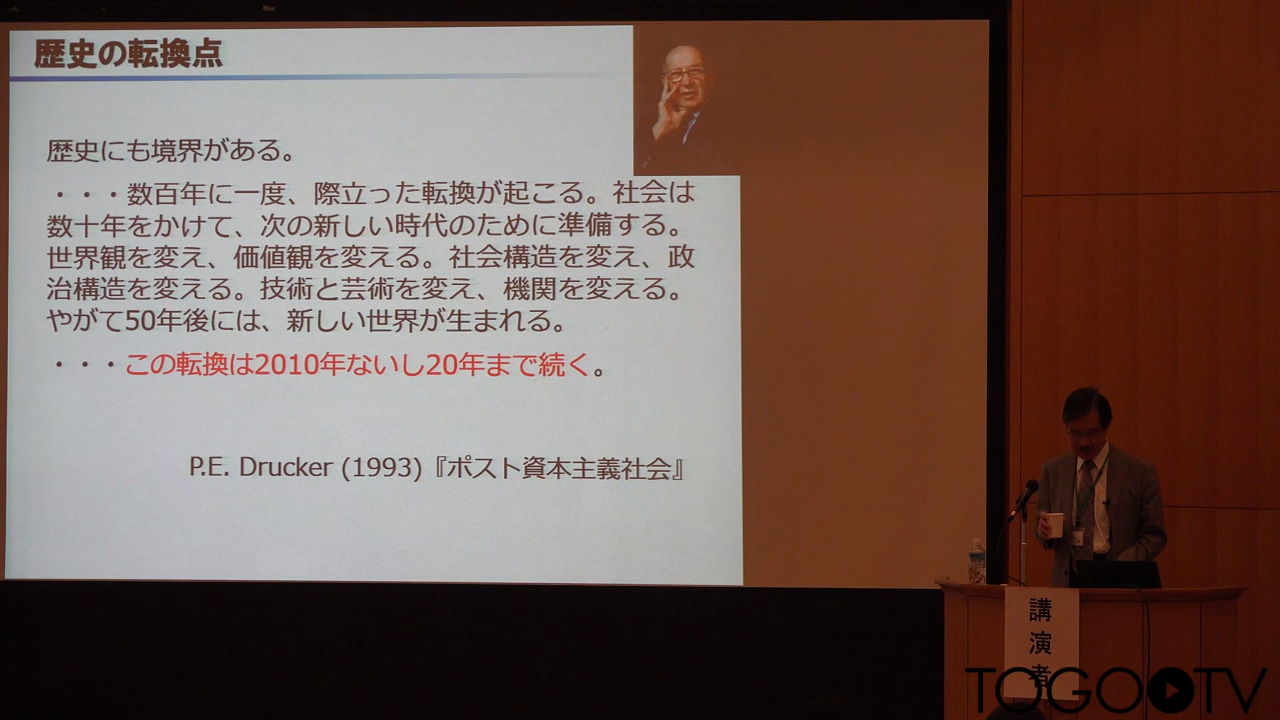 歴史の転換点
歴史にも境界がある。
・・・数百年に一度、際立った転換が起こる。社会は
数十年をかけて、次の新しい時代のために準備する。
世界観を変え、価値観を変える。社会構造を変え、政
治構造を変える。技術と芸術を変え、機関を変える。
やがて50年後には、新しい世界が生まれる。
・・・この転換は2010年ないし20年まで続く。
P.E. Drucker (1993)『ポスト資本主義社会』
講演者
TOGOTV